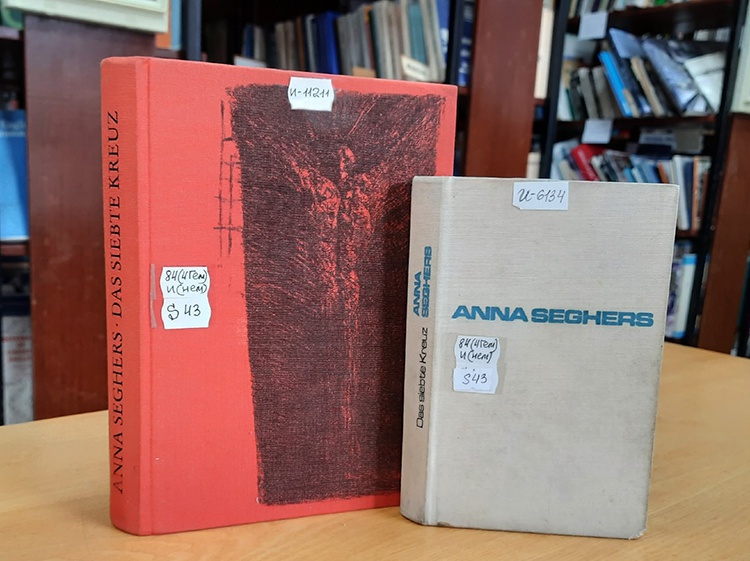 ANNA SEGHERS · DAS SIEBTE KREUZ
И-11211
84(4Гем)
И(нем)
S 43
Das siebte Kreuz
ANNA
SEGHERS
И-6134
ANNA SEGHERS
84(4Гем)
И(нем)
S 43